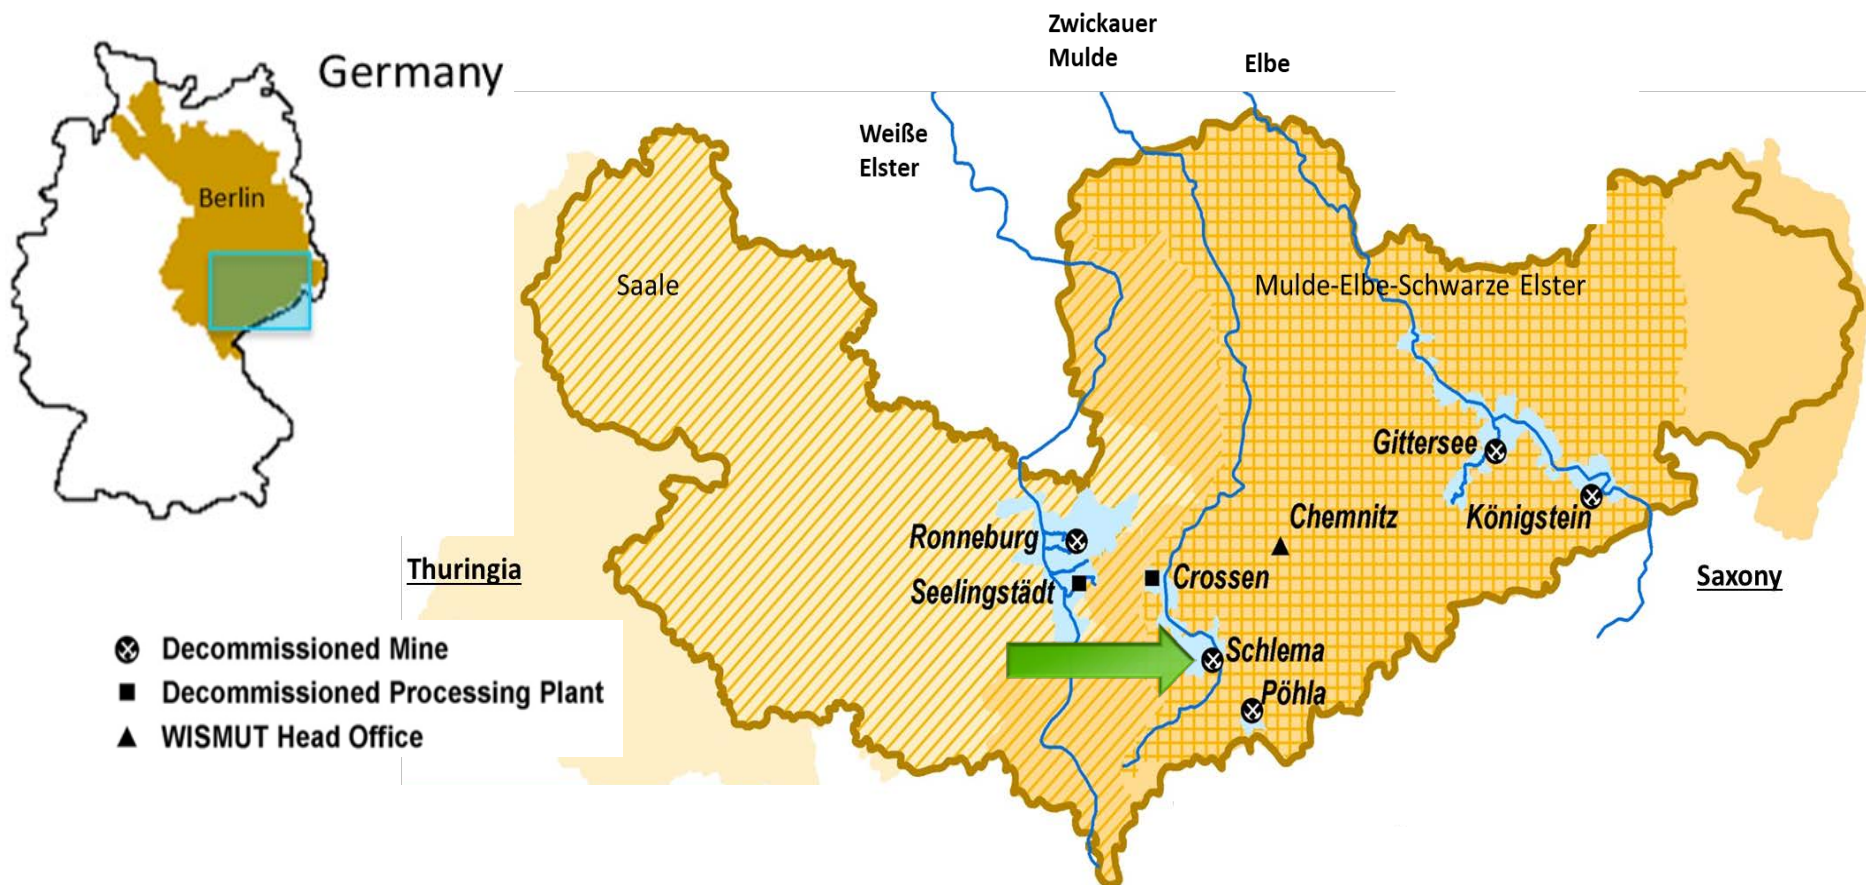 Germany
Berlin
Zwickauer
Mulde
Elbe
Weiße
Elster
Saale
Mulde-Elbe-Schwarze Elster
Gittersee
Königstein
Chemnitz
Ronneburg
Seelingstädt
Crossen
Schlema
Pöhla
Thuringia
Saxony
Decommissioned Mine
Decommissioned Processing Plant
WISMUT Head Office